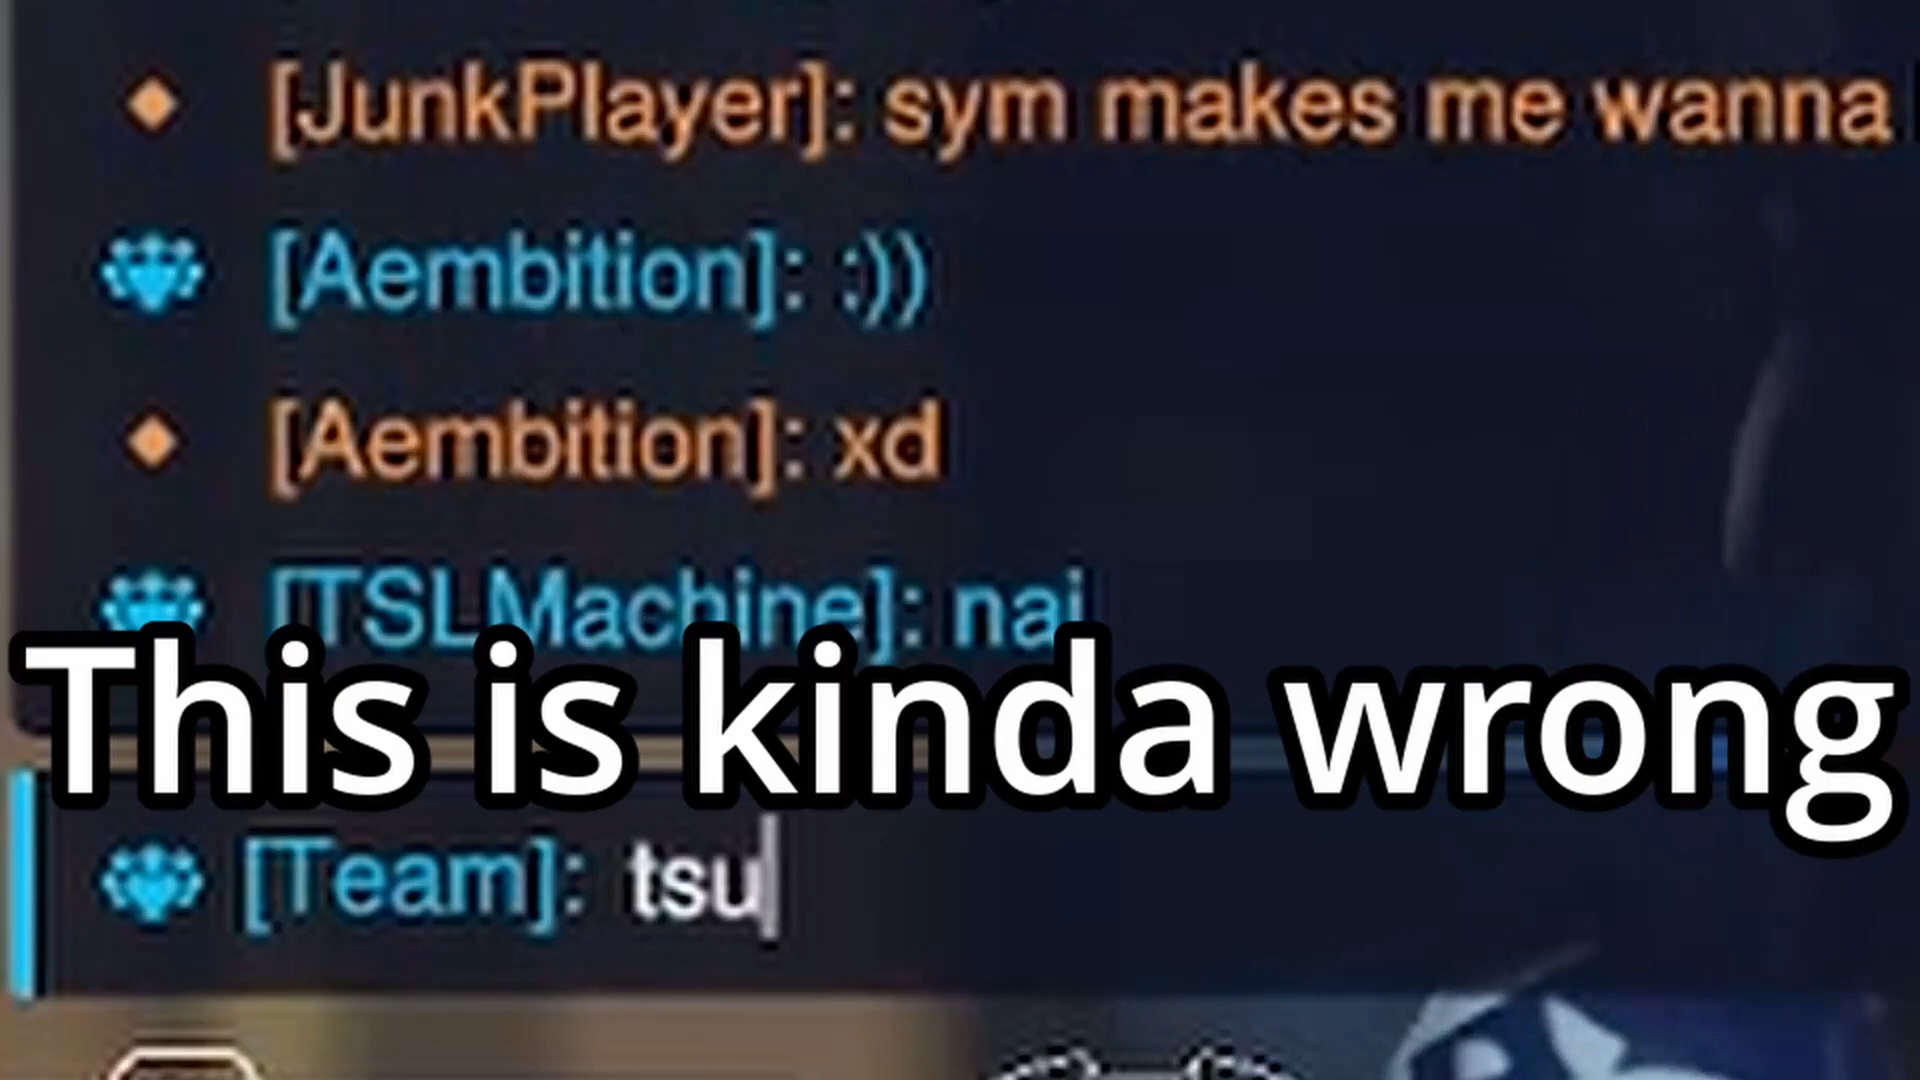 [JunkPlayer]: sym makes me wanna
[Aembition]: :))
[Aembition]: xd
[TSLMachine]: nai
This is kinda wrong
[Team]: tsu